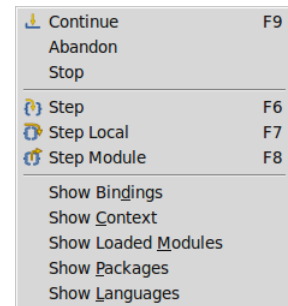 Continue F9
Abandon
Stop
Step F6
Step Local F7
Step Module F8
Show Bindings
Show Context
Show Loaded Modules
Show Packages
Show Languages